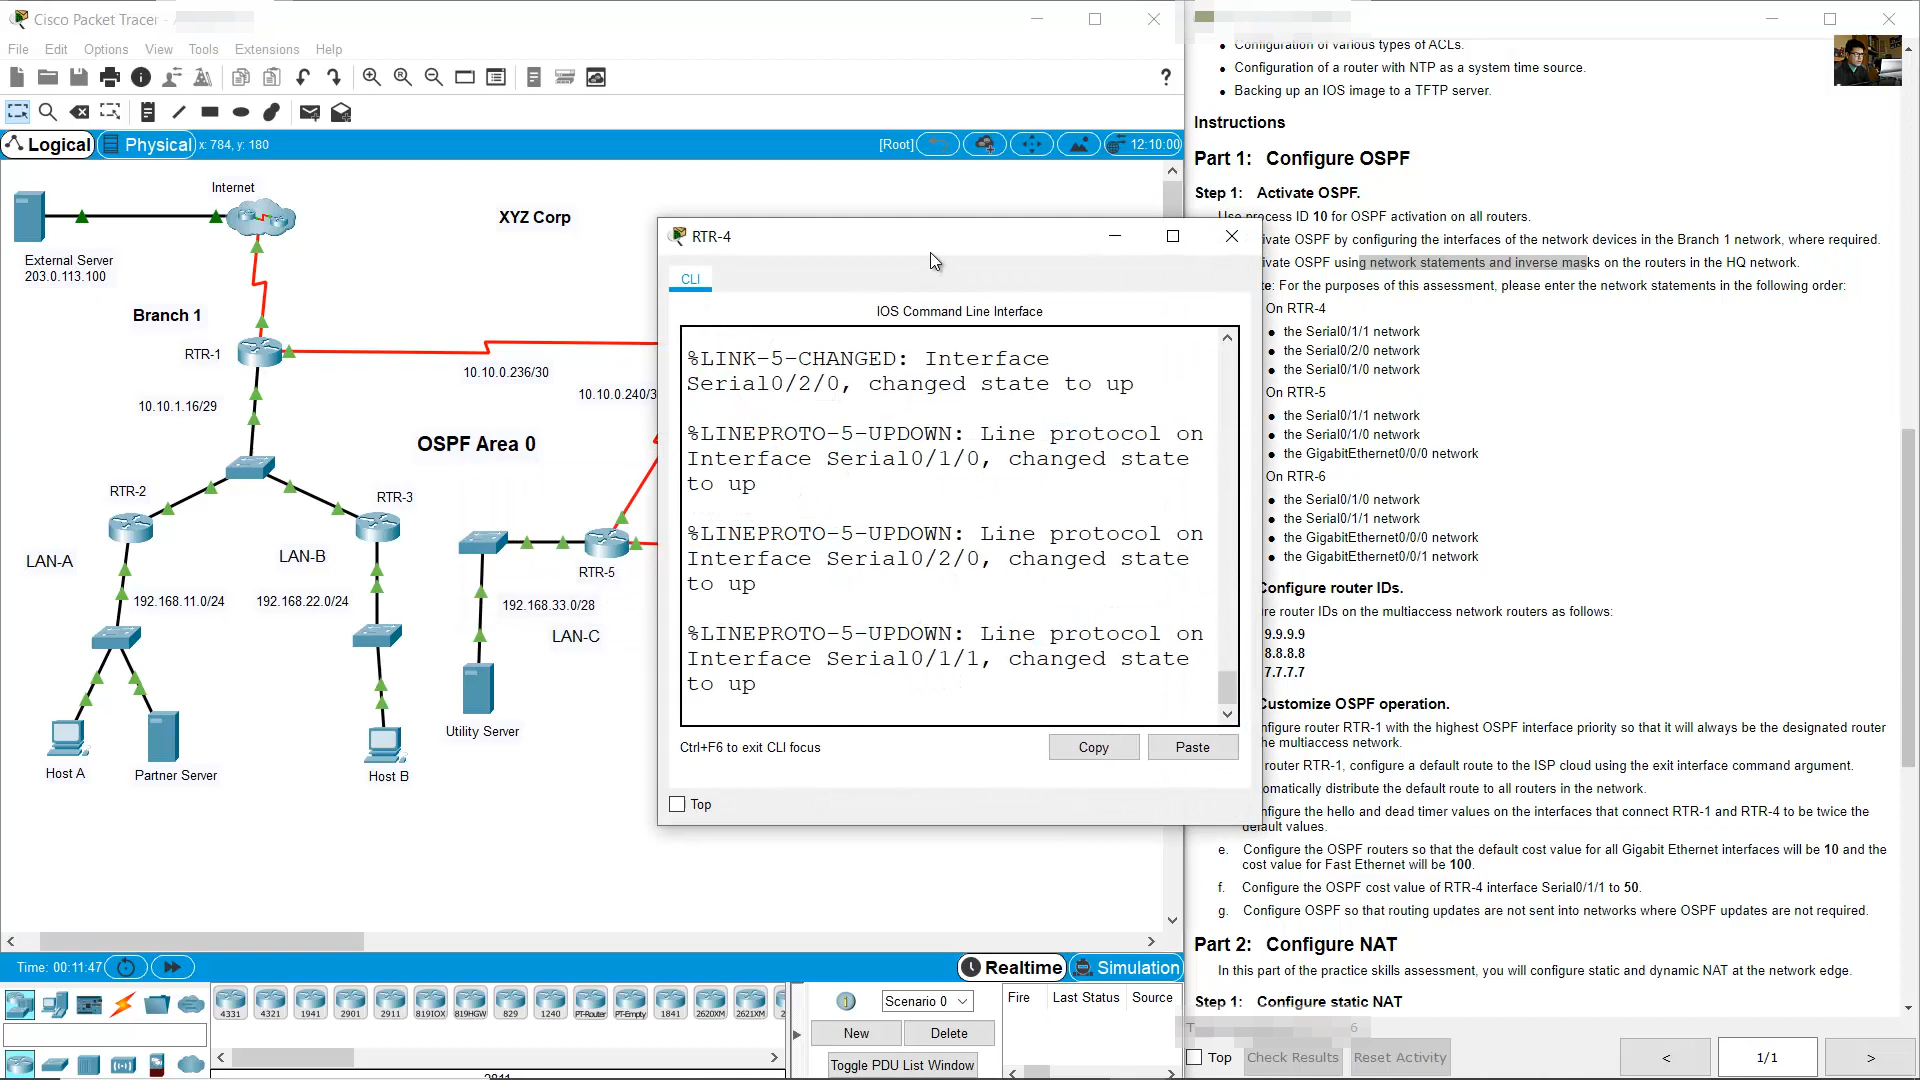 Cisco Packet Tracer -
File Edit Options View Tools Extensions Help
?
Logical Physical x: 784, y: 180
[Root] 12:10:00
Internet
XYZ Corp
External Server
203.0.113.100
Branch 1
RTR-1
10.10.0.236/30
10.10.0.240/3
10.10.1.16/29
OSPF Area 0
RTR-2
RTR-3
LAN-A
LAN-B
RTR-5
192.168.11.0/24
192.168.22.0/24
192.168.33.0/28
LAN-C
Utility Server
Host A
Partner Server
Host B
RTR-4
CLI
IOS Command Line Interface
%LINK-5-CHANGED: Interface
Serial0/2/0, changed state to up
%LINEPROTO-5-UPDOWN: Line protocol on
Interface Serial0/1/0, changed state
to up
%LINEPROTO-5-UPDOWN: Line protocol on
Interface Serial0/2/0, changed state
to up
%LINEPROTO-5-UPDOWN: Line protocol on
Interface Serial0/1/1, changed state
to up
Ctrl+F6 to exit CLI focus
Copy Paste
Top
Time: 00:11:47
Realtime Simulation
4331 4321 1941 2901 2911 819IOX 819HGW 829 1240 PT-Router PT-Empty 1841 2620XM 2621XM 2
2811
Scenario 0
New Delete
Toggle PDU List Window
Fire Last Status Source
• Configuration of various types of ACLs.
• Configuration of a router with NTP as a system time source.
• Backing up an IOS image to a TFTP server.
Instructions
Part 1: Configure OSPF
Step 1: Activate OSPF.
Use process ID 10 for OSPF activation on all routers.
ivate OSPF by configuring the interfaces of the network devices in the Branch 1 network, where required.
ivate OSPF using network statements and inverse masks on the routers in the HQ network.
te: For the purposes of this assessment, please enter the network statements in the following order:
On RTR-4
• the Serial0/1/1 network
• the Serial0/2/0 network
• the Serial0/1/0 network
On RTR-5
• the Serial0/1/1 network
• the Serial0/1/0 network
• the GigabitEthernet0/0/0 network
On RTR-6
• the Serial0/1/0 network
• the Serial0/1/1 network
• the GigabitEthernet0/0/0 network
• the GigabitEthernet0/0/1 network
Configure router IDs.
re router IDs on the multiaccess network routers as follows:
9.9.9.9
8.8.8.8
7.7.7.7
Customize OSPF operation.
nfigure router RTR-1 with the highest OSPF interface priority so that it will always be the designated router
he multiaccess network.
router RTR-1, configure a default route to the ISP cloud using the exit interface command argument.
omatically distribute the default route to all routers in the network.
nfigure the hello and dead timer values on the interfaces that connect RTR-1 and RTR-4 to be twice the
default values.
e. Configure the OSPF routers so that the default cost value for all Gigabit Ethernet interfaces will be 10 and the
cost value for Fast Ethernet will be 100.
f. Configure the OSPF cost value of RTR-4 interface Serial0/1/1 to 50.
g. Configure OSPF so that routing updates are not sent into networks where OSPF updates are not required.
Part 2: Configure NAT
In this part of the practice skills assessment, you will configure static and dynamic NAT at the network edge.
Step 1: Configure static NAT
Top Check Results Reset Activity < 1/1 >